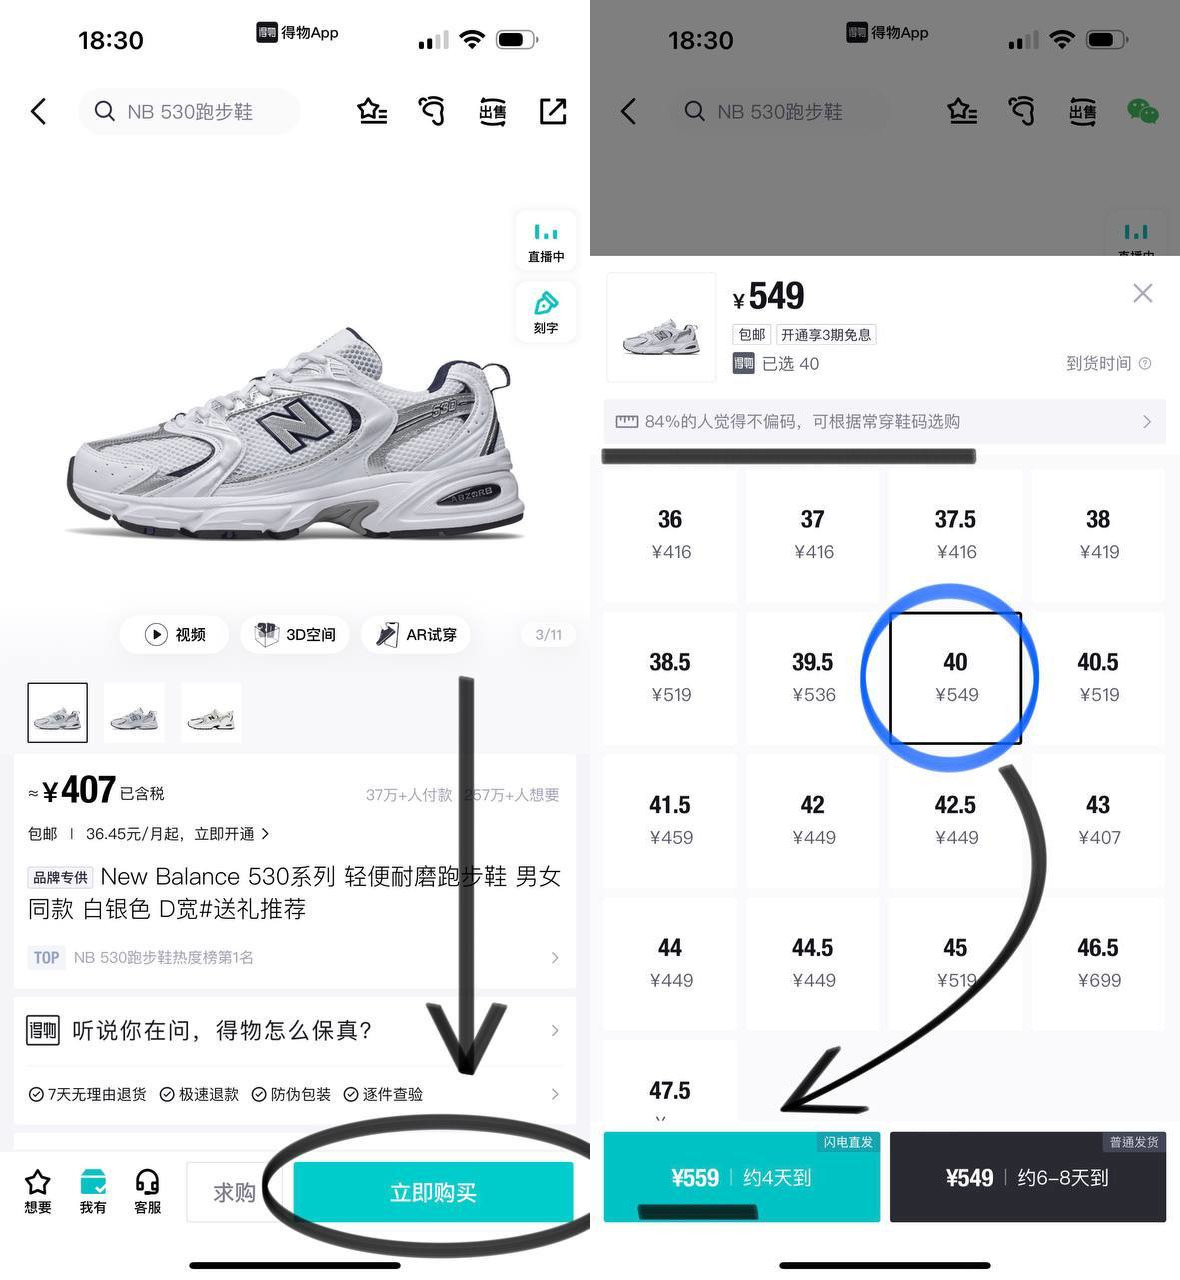 18:30
得物 得物App
NB 530跑步鞋
出售
直播中
刻字
N
530
ABZORB
视频
3D空间
AR试穿
3/11
≈¥407已含税
37万+人付款 257万+人想要
包邮 | 36.45元/月起，立即开通
品牌专供 New Balance 530系列 轻便耐磨跑步鞋 男女
同款 白银色 D宽#送礼推荐
TOP NB 530跑步鞋热度榜第1名
得物 听说你在问，得物怎么保真？
7天无理由退货 极速退款 防伪包装 逐件查验
想要
我有
客服
求购
立即购买
18:30
得物 得物App
NB 530跑步鞋
出售
¥549
包邮 开通享3期免息
得物 已选 40
到货时间
84%的人觉得不偏码，可根据常穿鞋码选购
36 37 37.5 38
¥416 ¥416 ¥416 ¥419
38.5 39.5 40 40.5
¥519 ¥536 ¥549 ¥519
41.5 42 42.5 43
¥459 ¥449 ¥449 ¥407
44 44.5 45 46.5
¥449 ¥449 ¥519 ¥699
47.5
闪电直发
¥559 | 约4天到
普通发货
¥549 | 约6-8天到